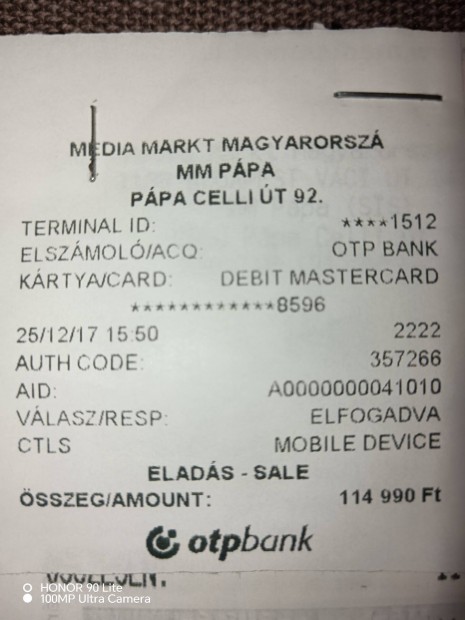 MEDIA MARKT MAGYARORSZÁ
MM PÁPA
PÁPA CELLI ÚT 92.
TERMINAL ID: ****1512
ELSZÁMOLÓ/ACQ: OTP BANK
KÁRTYA/CARD: DEBIT MASTERCARD
************8596
25/12/17 15:50 2222
AUTH CODE: 357266
AID: A0000000041010
VÁLASZ/RESP: ELFOGADVA
CTLS MOBILE DEVICE
ELADÁS - SALE
ÖSSZEG/AMOUNT: 114 990 Ft
otpbank
HONOR 90 Lite
100MP Ultra Camera